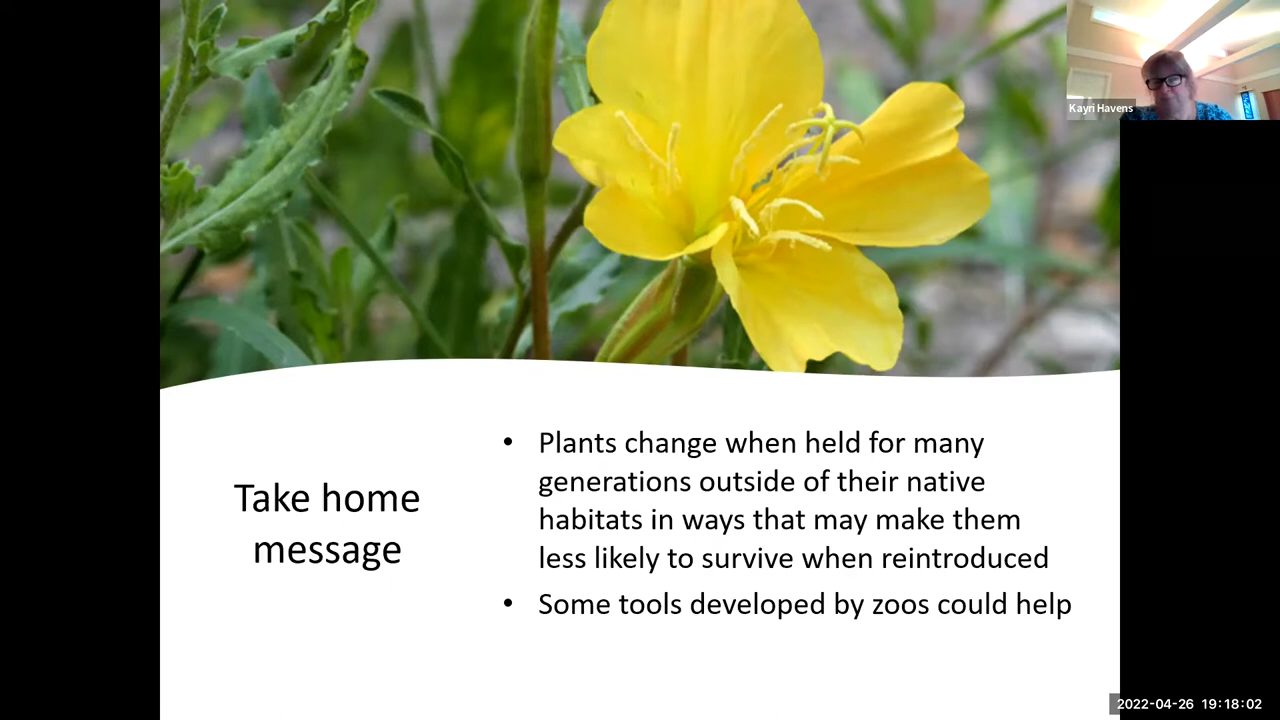 Kayri Havens
Take home
message
• Plants change when held for many
generations outside of their native
habitats in ways that may make them
less likely to survive when reintroduced
• Some tools developed by zoos could help
2022-04-26 19:18:02